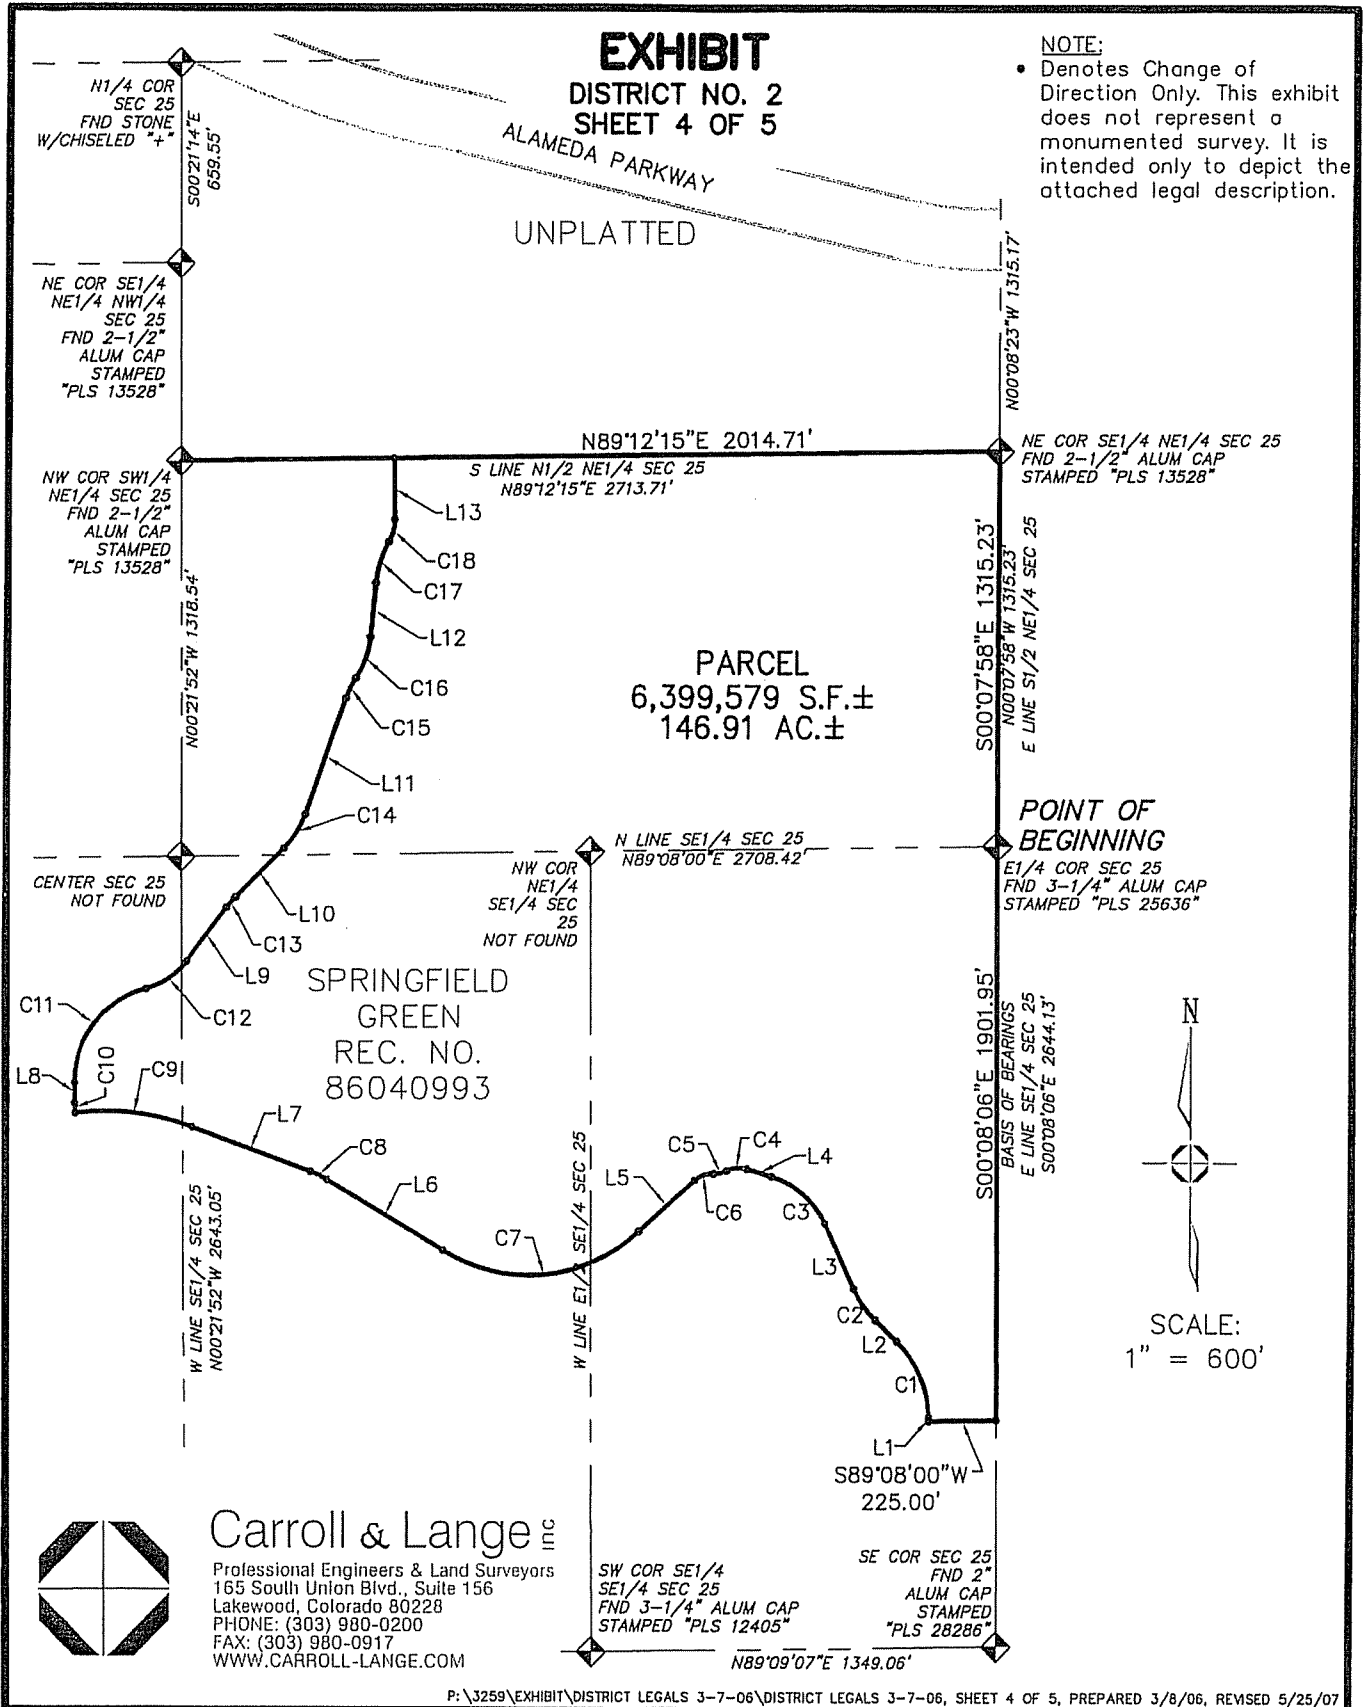 EXHIBIT
DISTRICT NO. 2
SHEET 4 OF 5
NOTE:
• Denotes Change of
Direction Only. This exhibit
does not represent a
monumented survey. It is
intended only to depict the
attached legal description.
N1/4 COR
SEC 25
FND STONE
W/CHISELED "+"
S00°21'14"E
659.55'
ALAMEDA PARKWAY
UNPLATTED
N00°08'23"W 1315.17'
NE COR SE1/4
NE1/4 NW1/4
SEC 25
FND 2-1/2"
ALUM CAP
STAMPED
"PLS 13528"
N89°12'15"E 2014.71'
S LINE N1/2 NE1/4 SEC 25
N89°12'15"E 2713.71'
NE COR SE1/4 NE1/4 SEC 25
FND 2-1/2" ALUM CAP
STAMPED "PLS 13528"
NW COR SW1/4
NE1/4 SEC 25
FND 2-1/2"
ALUM CAP
STAMPED
"PLS 13528"
N00°21'52"W 1318.54'
L13
C18
C17
L12
C16
C15
L11
C14
PARCEL
6,399,579 S.F.±
146.91 AC.±
S00°07'58"E 1315.23'
N00°07'58"W 1315.23'
E LINE S1/2 NE1/4 SEC 25
POINT OF
BEGINNING
E1/4 COR SEC 25
FND 3-1/4" ALUM CAP
STAMPED "PLS 25636"
N LINE SE1/4 SEC 25
N89°08'00"E 2708.42'
CENTER SEC 25
NOT FOUND
NW COR
NE1/4
SE1/4 SEC
25
NOT FOUND
L10
C13
L9
C12
C11
L8
C10
C9
SPRINGFIELD
GREEN
REC. NO.
86040993
L7
C8
L6
C7
L5
C5
C4
L4
C6
C3
L3
C2
L2
C1
L1
S00°08'06"E 1901.95'
BASIS OF BEARINGS
E LINE SE1/4 SEC 25
S00°08'06"E 2644.13'
W LINE SE1/4 SEC 25
N00°21'52"W 2643.05'
W LINE E1/2 SE1/4 SEC 25
N
SCALE:
1" = 600'
S89°08'00"W
225.00'
Carroll & Lange inc
Professional Engineers & Land Surveyors
165 South Union Blvd., Suite 156
Lakewood, Colorado 80228
PHONE: (303) 980-0200
FAX: (303) 980-0917
WWW.CARROLL-LANGE.COM
SW COR SE1/4
SE1/4 SEC 25
FND 3-1/4" ALUM CAP
STAMPED "PLS 12405"
SE COR SEC 25
FND 2"
ALUM CAP
STAMPED
"PLS 28286"
N89°09'07"E 1349.06'
P:\3259\EXHIBIT\DISTRICT LEGALS 3-7-06\DISTRICT LEGALS 3-7-06, SHEET 4 OF 5, PREPARED 3/8/06, REVISED 5/25/07